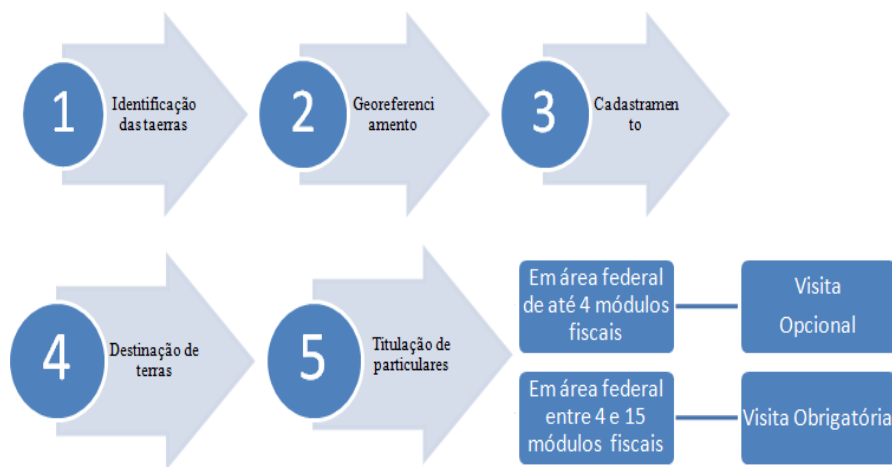 1
Identificação
das taerras
2
Georeferenci
amento
3
Cadastramen
to
4
Destinação de
terras
5
Titulação de
particulares
Em área federal
de até 4 módulos
fiscais
Visita
Opcional
Em área federal
entre 4 e 15
módulos fiscais
Visita Obrigatória